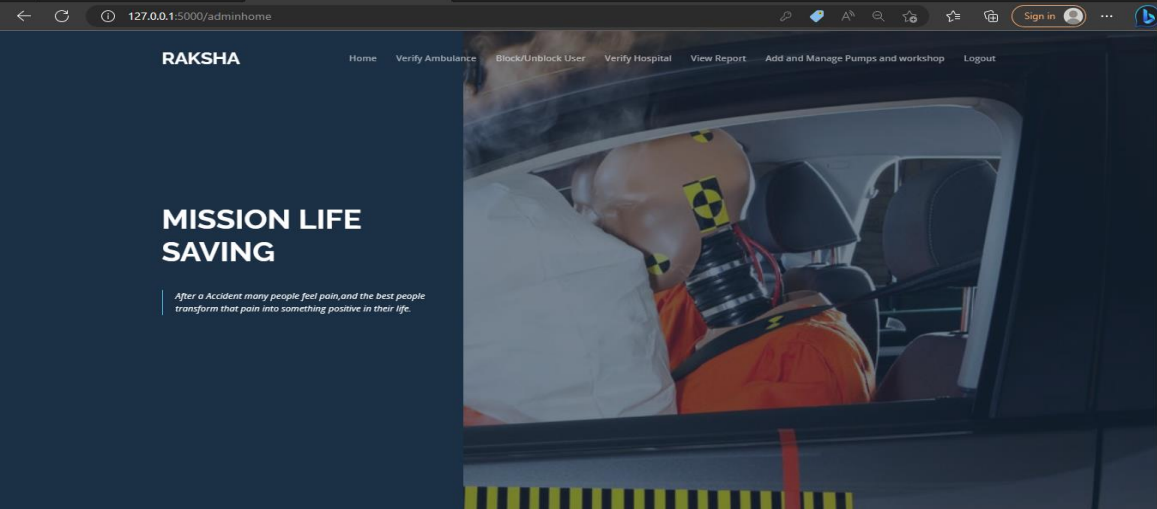 127.0.0.1:5000/adminhome
Sign in
RAKSHA
Home Verify Ambulance Block/Unblock User Verify Hospital View Report Add and Manage Pumps and workshop Logout
MISSION LIFE
SAVING
After a Accident many people feel pain,and the best people
transform that pain into something positive in their life.